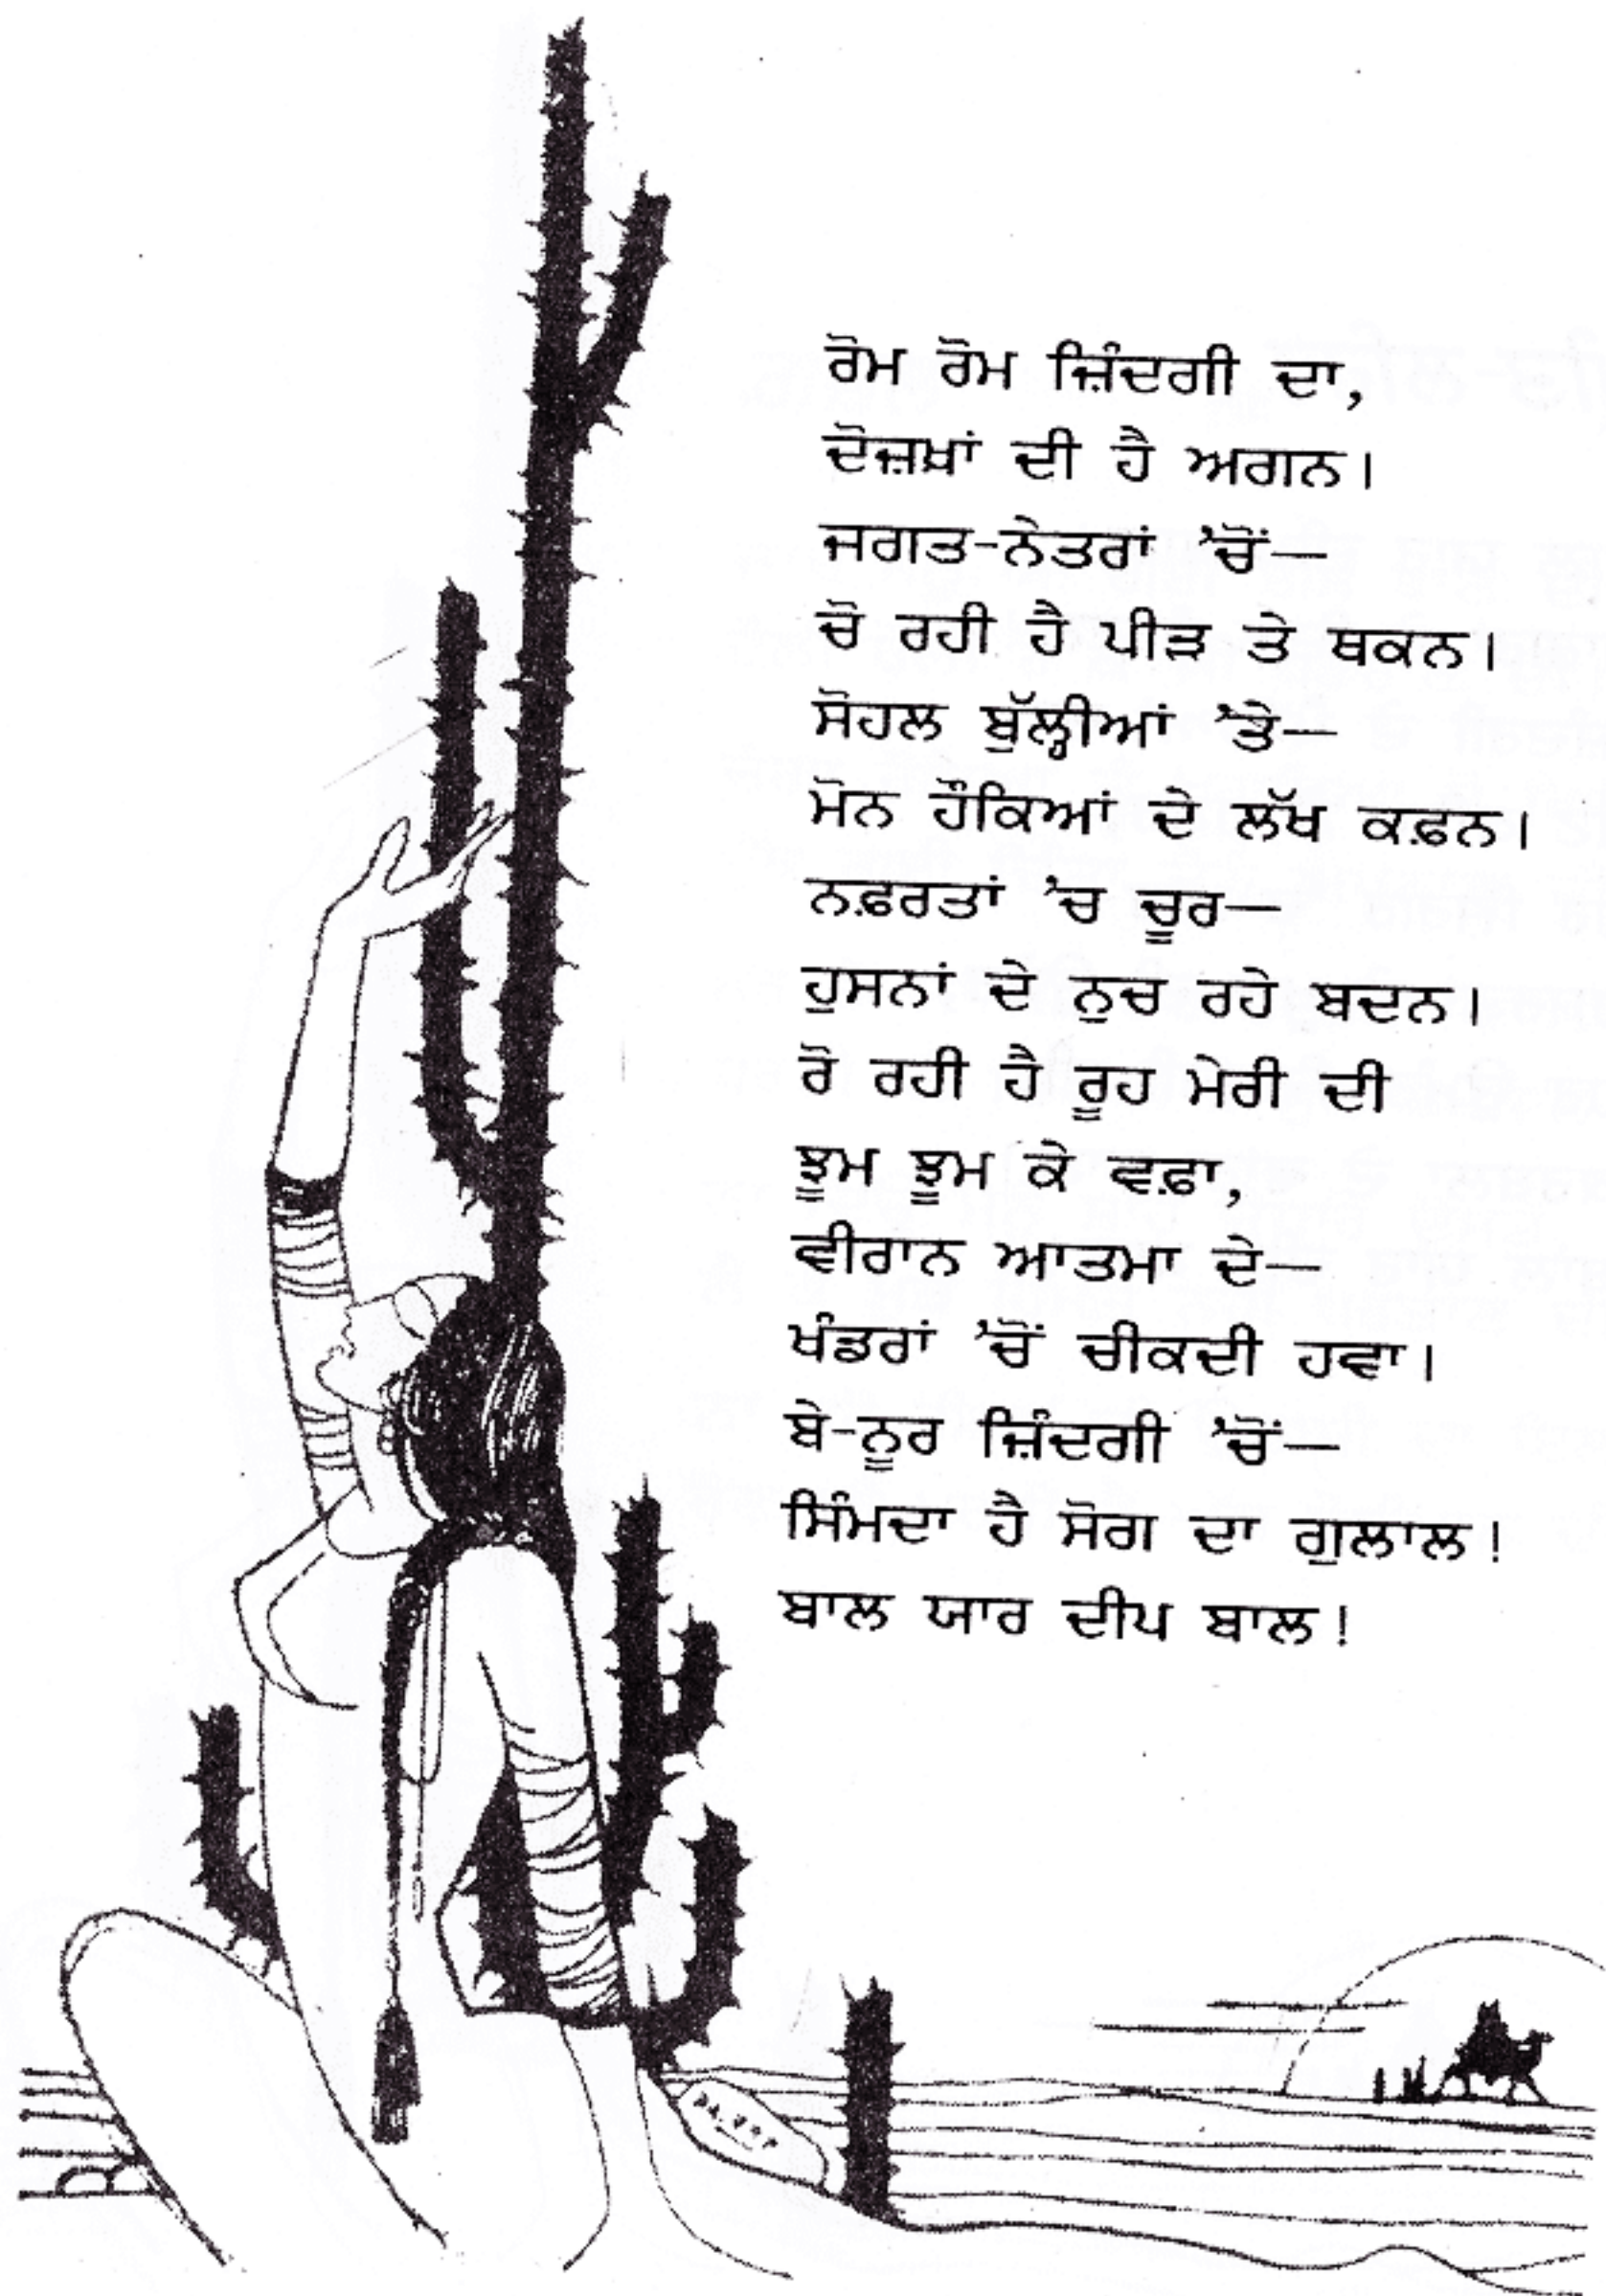 ਰੋਮ ਰੋਮ ਜ਼ਿੰਦਗੀ ਦਾ,
ਦੋਜ਼ਖ਼ਾਂ ਦੀ ਹੈ ਅਗਨ।
ਜਗਤ-ਨੇਤਰਾਂ ’ਚੋਂ—
ਚੋ ਰਹੀ ਹੈ ਪੀੜ ਤੇ ਥਕਨ।
ਸੋਹਲ ਬੁੱਲ੍ਹੀਆਂ ’ਤੇ—
ਮੋਨ ਹੌਕਿਆਂ ਦੇ ਲੱਖ ਕਫ਼ਨ।
ਨਫ਼ਰਤਾਂ ’ਚ ਚੂਰ—
ਹੁਸਨਾਂ ਦੇ ਨੁਚ ਰਹੇ ਬਦਨ।
ਰੋ ਰਹੀ ਹੈ ਰੂਹ ਮੇਰੀ ਦੀ
ਝੂਮ ਝੂਮ ਕੇ ਵਫ਼ਾ,
ਵੀਰਾਨ ਆਤਮਾ ਦੇ—
ਖੰਡਰਾਂ ’ਚੋਂ ਚੀਕਦੀ ਹਵਾ।
ਬੇ-ਨੂਰ ਜ਼ਿੰਦਗੀ ’ਚੋਂ—
ਸਿੰਮਦਾ ਹੈ ਸੋਗ ਦਾ ਗੁਲਾਲ!
ਬਾਲ ਯਾਰ ਦੀਪ ਬਾਲ!